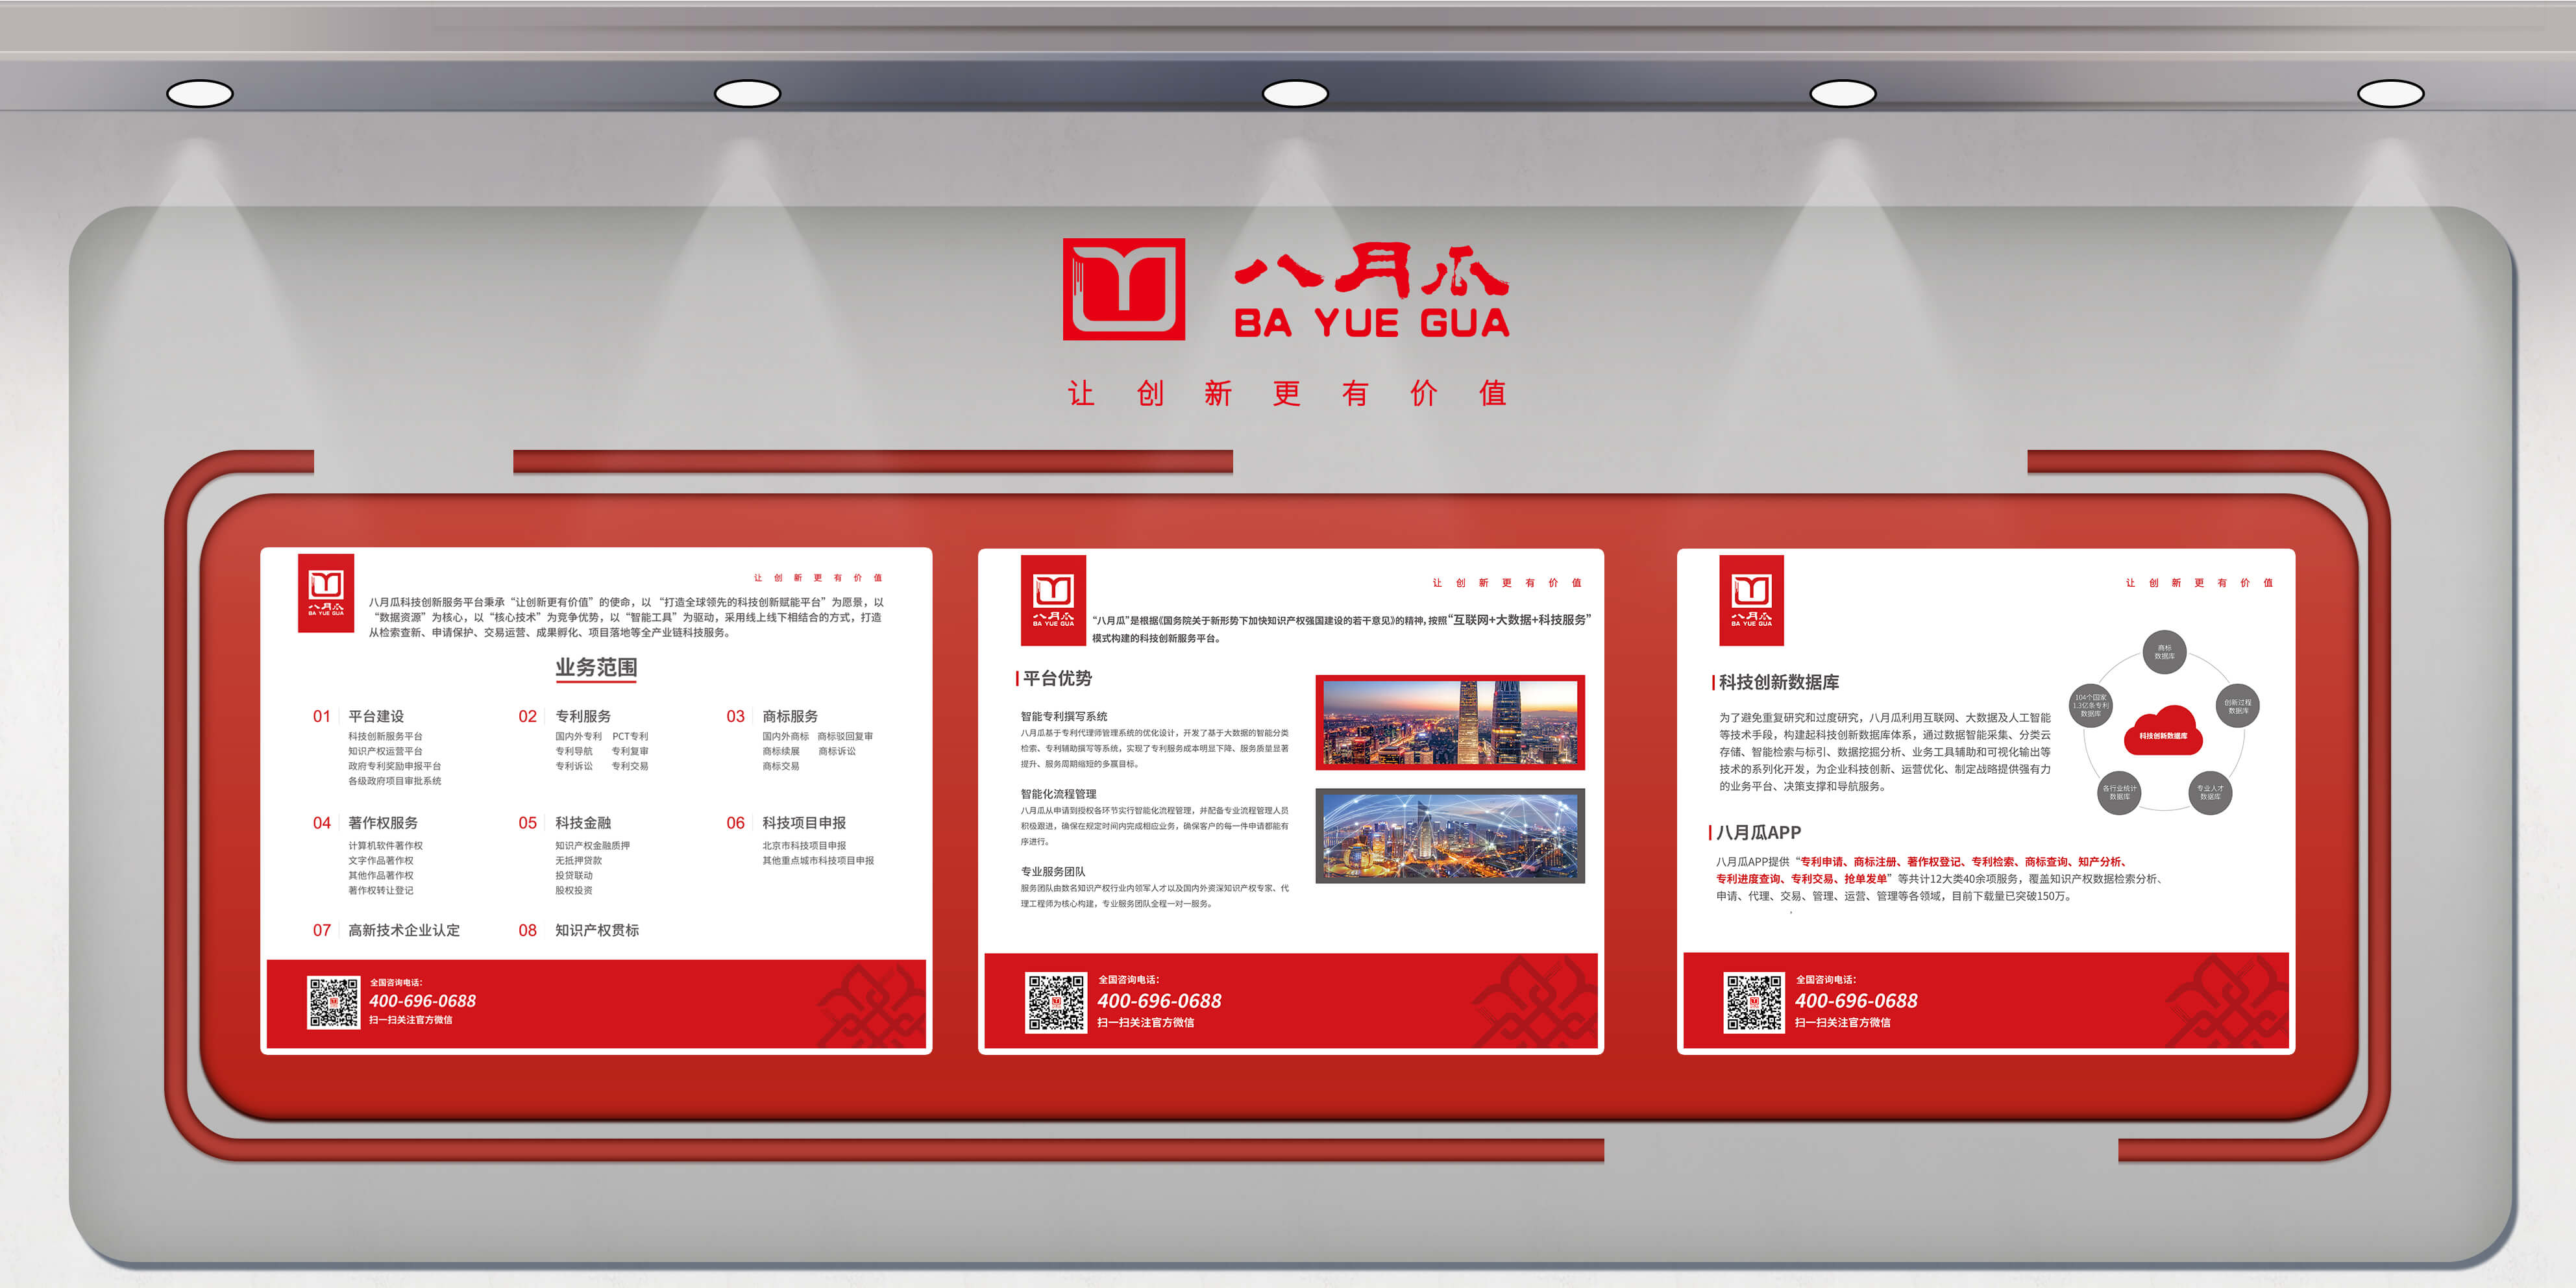 八月瓜
BA YUE GUA
让创新更有价值
八月瓜
BA YUE GUA
让创新更有价值
八月瓜科技创新服务平台秉承“让创新更有价值”的使命，以“打造全球领先的科技创新赋能平台”为愿景，以
“数据资源”为核心，以“核心技术”为竞争优势，以“智能工具”为驱动，采用线上线下相结合的方式，打造
从检索查新、申请保护、交易运营、成果孵化、项目落地等全产业链科技服务。
业务范围
01 平台建设
科技创新服务平台
知识产权运营平台
政府专利奖励申报平台
各级政府项目审批系统
02 专利服务
国内外专利 PCT专利
专利导航 专利复审
专利诉讼 专利交易
03 商标服务
国内外商标 商标驳回复审
商标续展 商标诉讼
商标交易
04 著作权服务
计算机软件著作权
文字作品著作权
其他作品著作权
著作权转让登记
05 科技金融
知识产权金融质押
无抵押贷款
投贷联动
股权投资
06 科技项目申报
北京市科技项目申报
其他重点城市科技项目申报
07 高新技术企业认定
08 知识产权贯标
全国咨询电话：
400-696-0688
扫一扫关注官方微信
八月瓜
BA YUE GUA
让创新更有价值
“八月瓜”是根据《国务院关于新形势下加快知识产权强国建设的若干意见》的精神，按照“互联网+大数据+科技服务”
模式构建的科技创新服务平台。
平台优势
智能专利撰写系统
八月瓜基于专利代理师管理系统的优化设计，开发了基于大数据的智能分类
检索、专利辅助撰写等系统，实现了专利服务成本明显下降、服务质量显著
提升、服务周期缩短的多赢目标。
智能化流程管理
八月瓜从申请到授权各环节实行智能化流程管理，并配备专业流程管理人员
积极跟进，确保在规定时间内完成相应业务，确保客户的每一件申请都能有
序进行。
专业服务团队
服务团队由数名知识产权行业内领军人才以及国内外资深知识产权专家、代
理工程师为核心构建，专业服务团队全程一对一服务。
全国咨询电话：
400-696-0688
扫一扫关注官方微信
八月瓜
BA YUE GUA
让创新更有价值
科技创新数据库
为了避免重复研究和过度研究，八月瓜利用互联网、大数据及人工智能
等技术手段，构建起科技创新数据库体系，通过数据智能采集、分类云
存储、智能检索与标引、数据挖掘分析、业务工具辅助和可视化输出等
技术的系列化开发，为企业科技创新、运营优化、制定战略提供强有力
的业务平台、决策支撑和导航服务。
商标
数据库
104个国家
1.3亿条专利
数据库
创新过程
数据库
科技创新数据库
各行业统计
数据库
专业人才
数据库
八月瓜APP
八月瓜APP提供“专利申请、商标注册、著作权登记、专利检索、商标查询、知产分析、
专利进度查询、专利交易、抢单发单”等共计12大类40余项服务，覆盖知识产权数据检索分析、
申请、代理、交易、管理、运营、管理等各领域，目前下载量已突破150万。
全国咨询电话：
400-696-0688
扫一扫关注官方微信